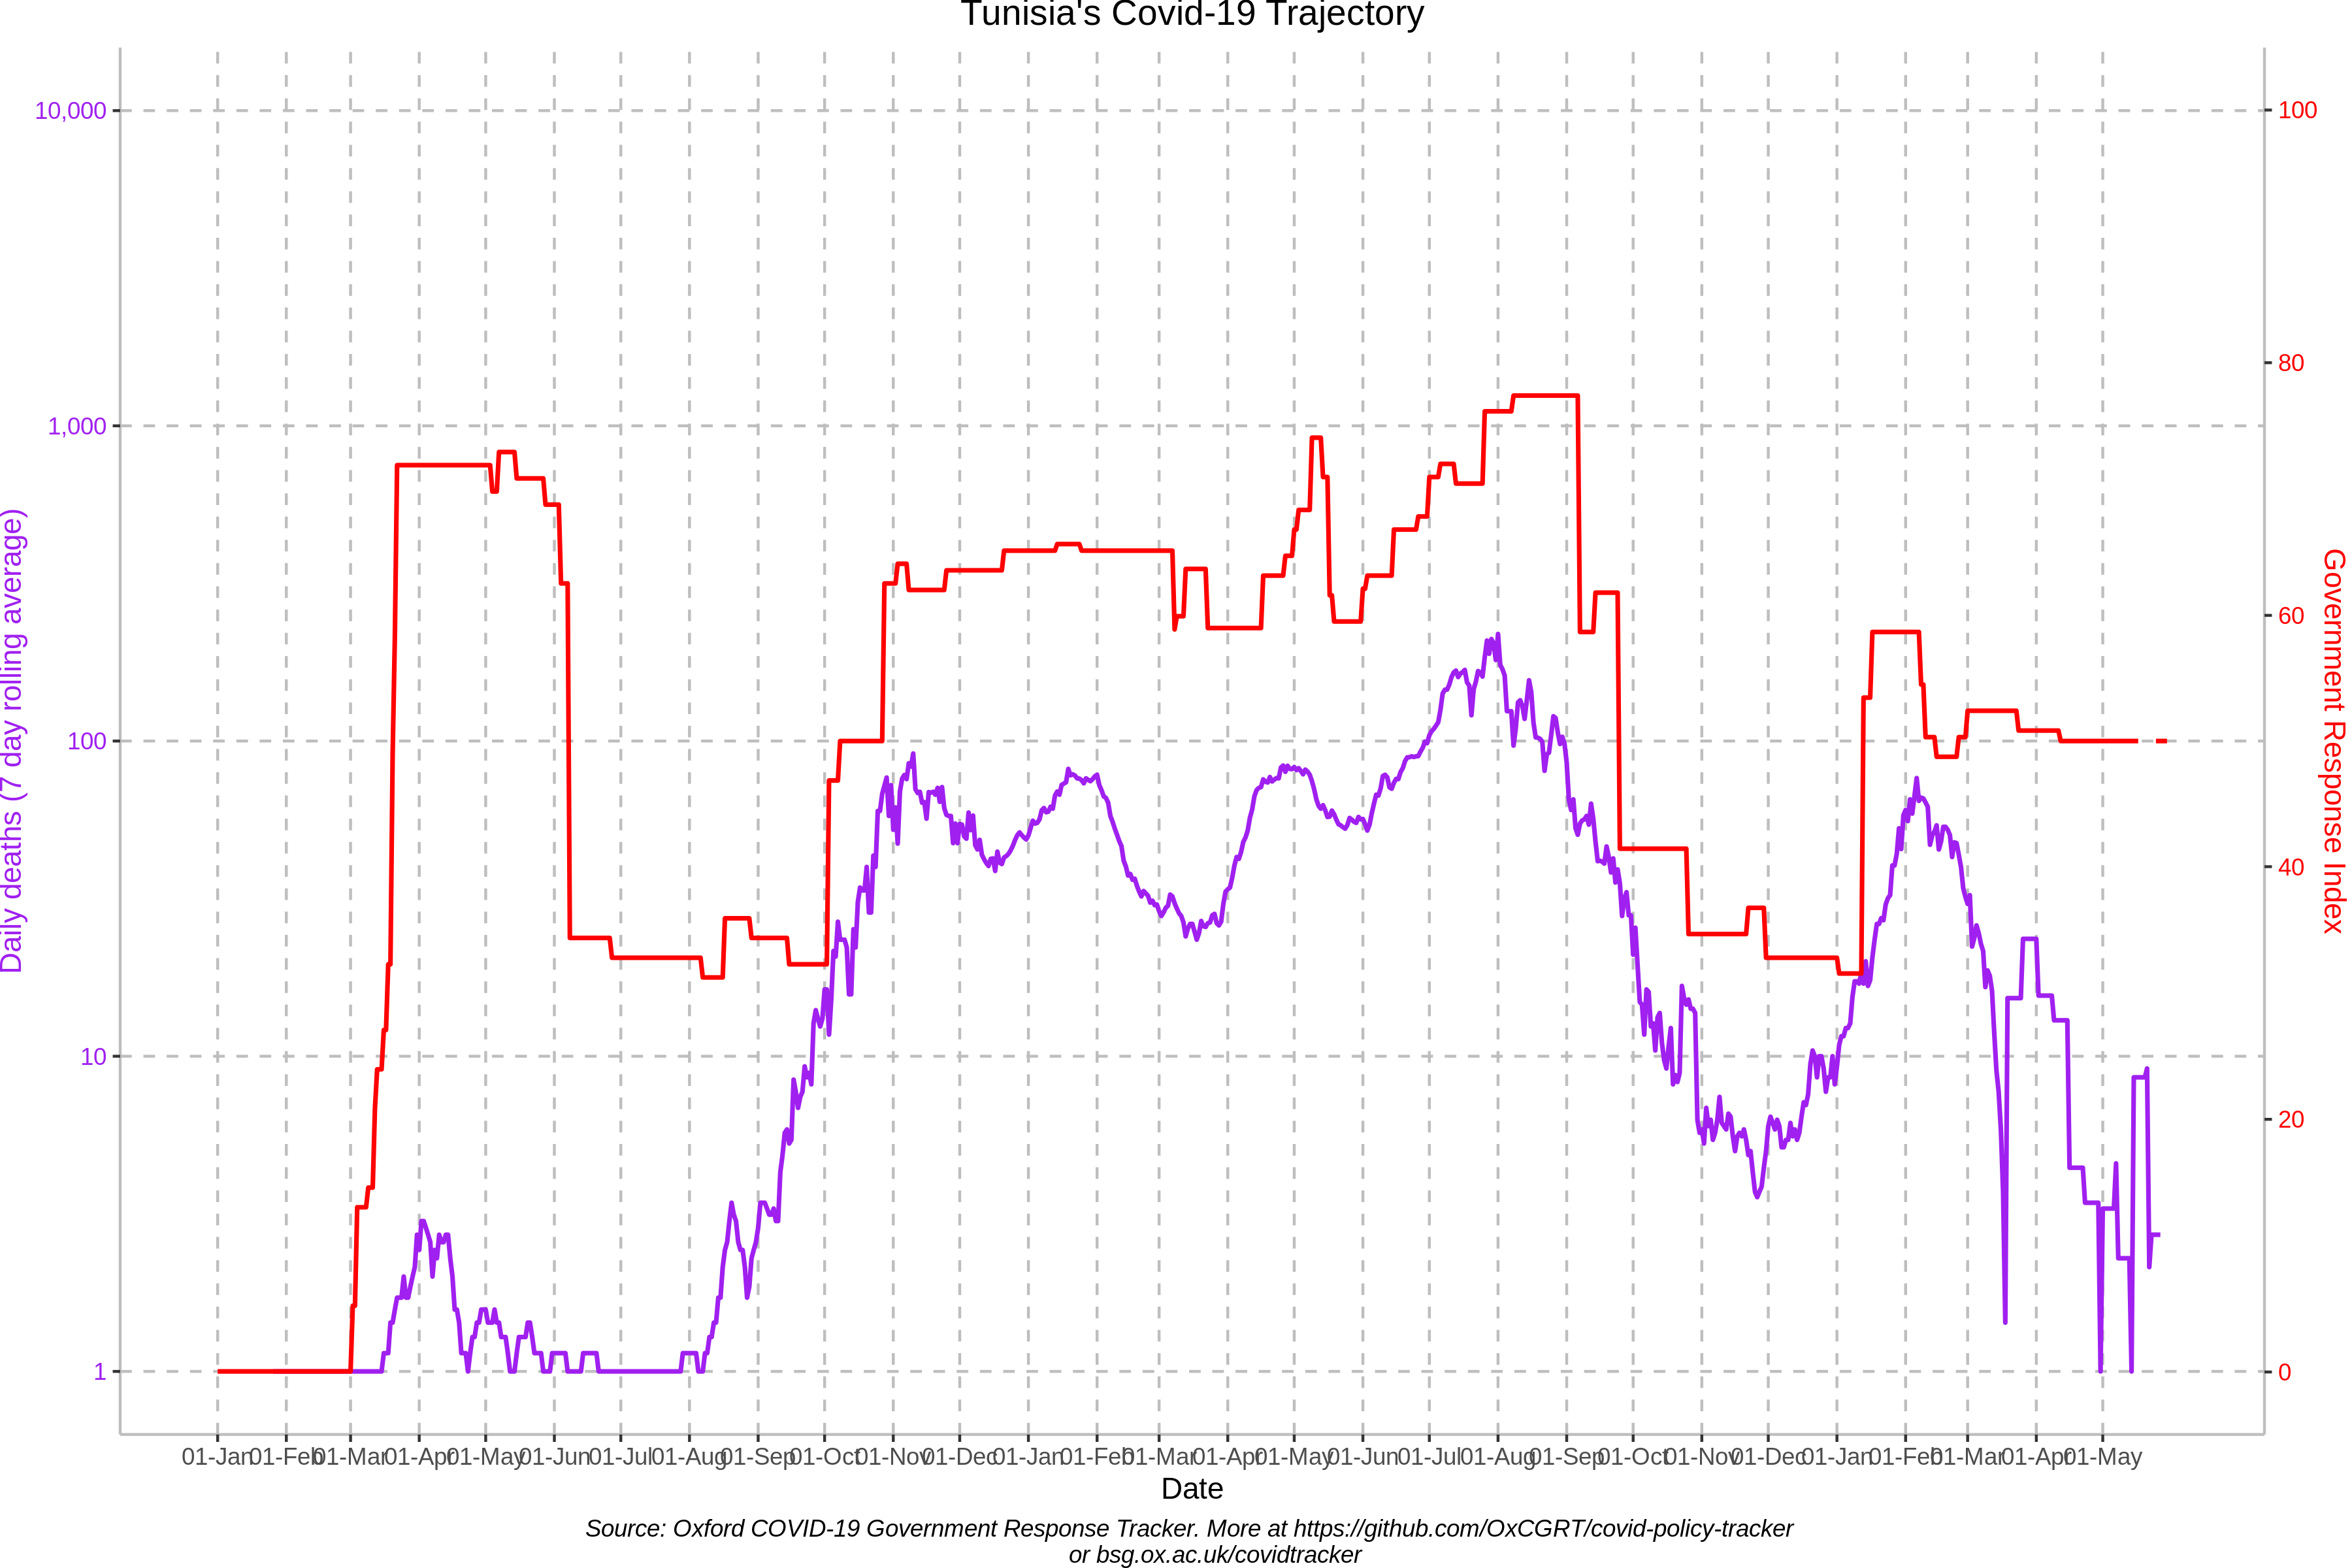 Tunisia's Covid-19 Trajectory
10,000
1,000
100
10
1
Daily deaths (7 day rolling average)
100
80
60
40
20
0
Government Response Index
01-Jan 01-Feb 01-Mar 01-Apr 01-May 01-Jun 01-Jul 01-Aug 01-Sep 01-Oct 01-Nov 01-Dec 01-Jan 01-Feb 01-Mar 01-Apr 01-May 01-Jun 01-Jul 01-Aug 01-Sep 01-Oct 01-Nov 01-Dec 01-Jan 01-Feb 01-Mar 01-Apr 01-May
Date
Source: Oxford COVID-19 Government Response Tracker. More at https://github.com/OxCGRT/covid-policy-tracker
or bsg.ox.ac.uk/covidtracker